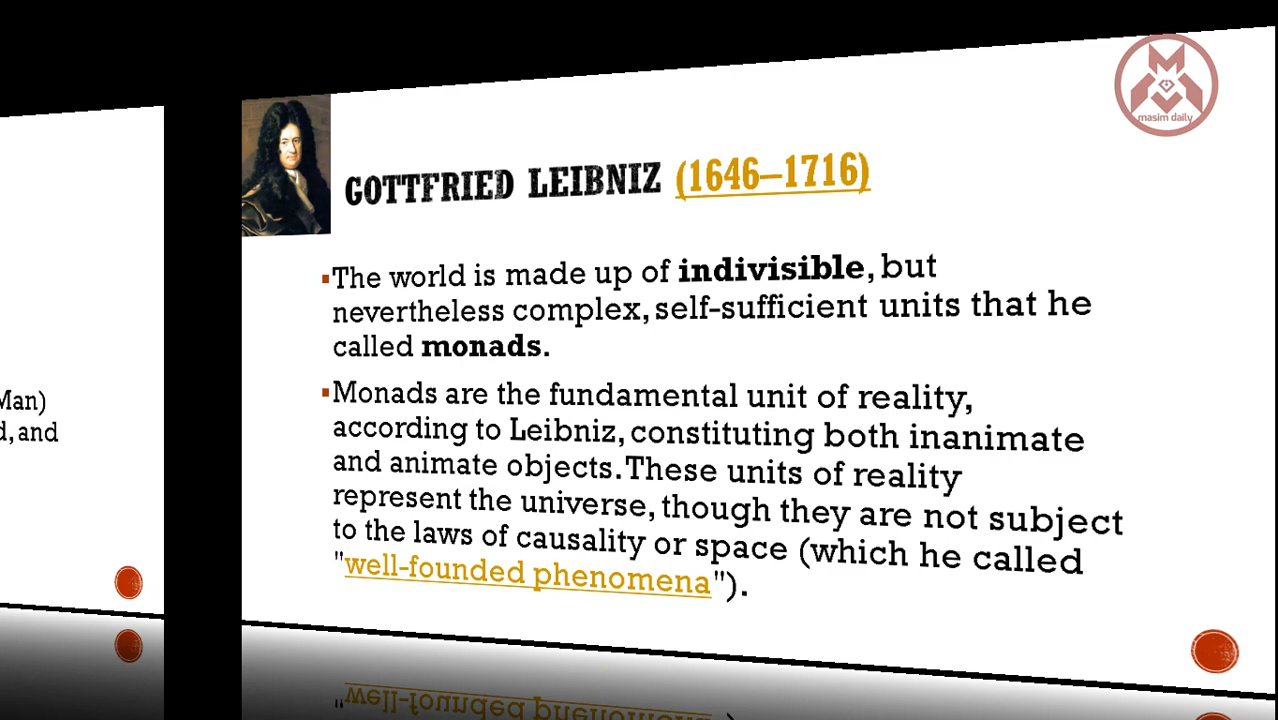 masim daily
GOTTFRIED LEIBNIZ (1646–1716)
▪The world is made up of indivisible, but
nevertheless complex, self-sufficient units that he
called monads.
▪Monads are the fundamental unit of reality,
according to Leibniz, constituting both inanimate
and animate objects. These units of reality
represent the universe, though they are not subject
to the laws of causality or space (which he called
"well-founded phenomena").
Man)
d, and
"well-founded phenomena